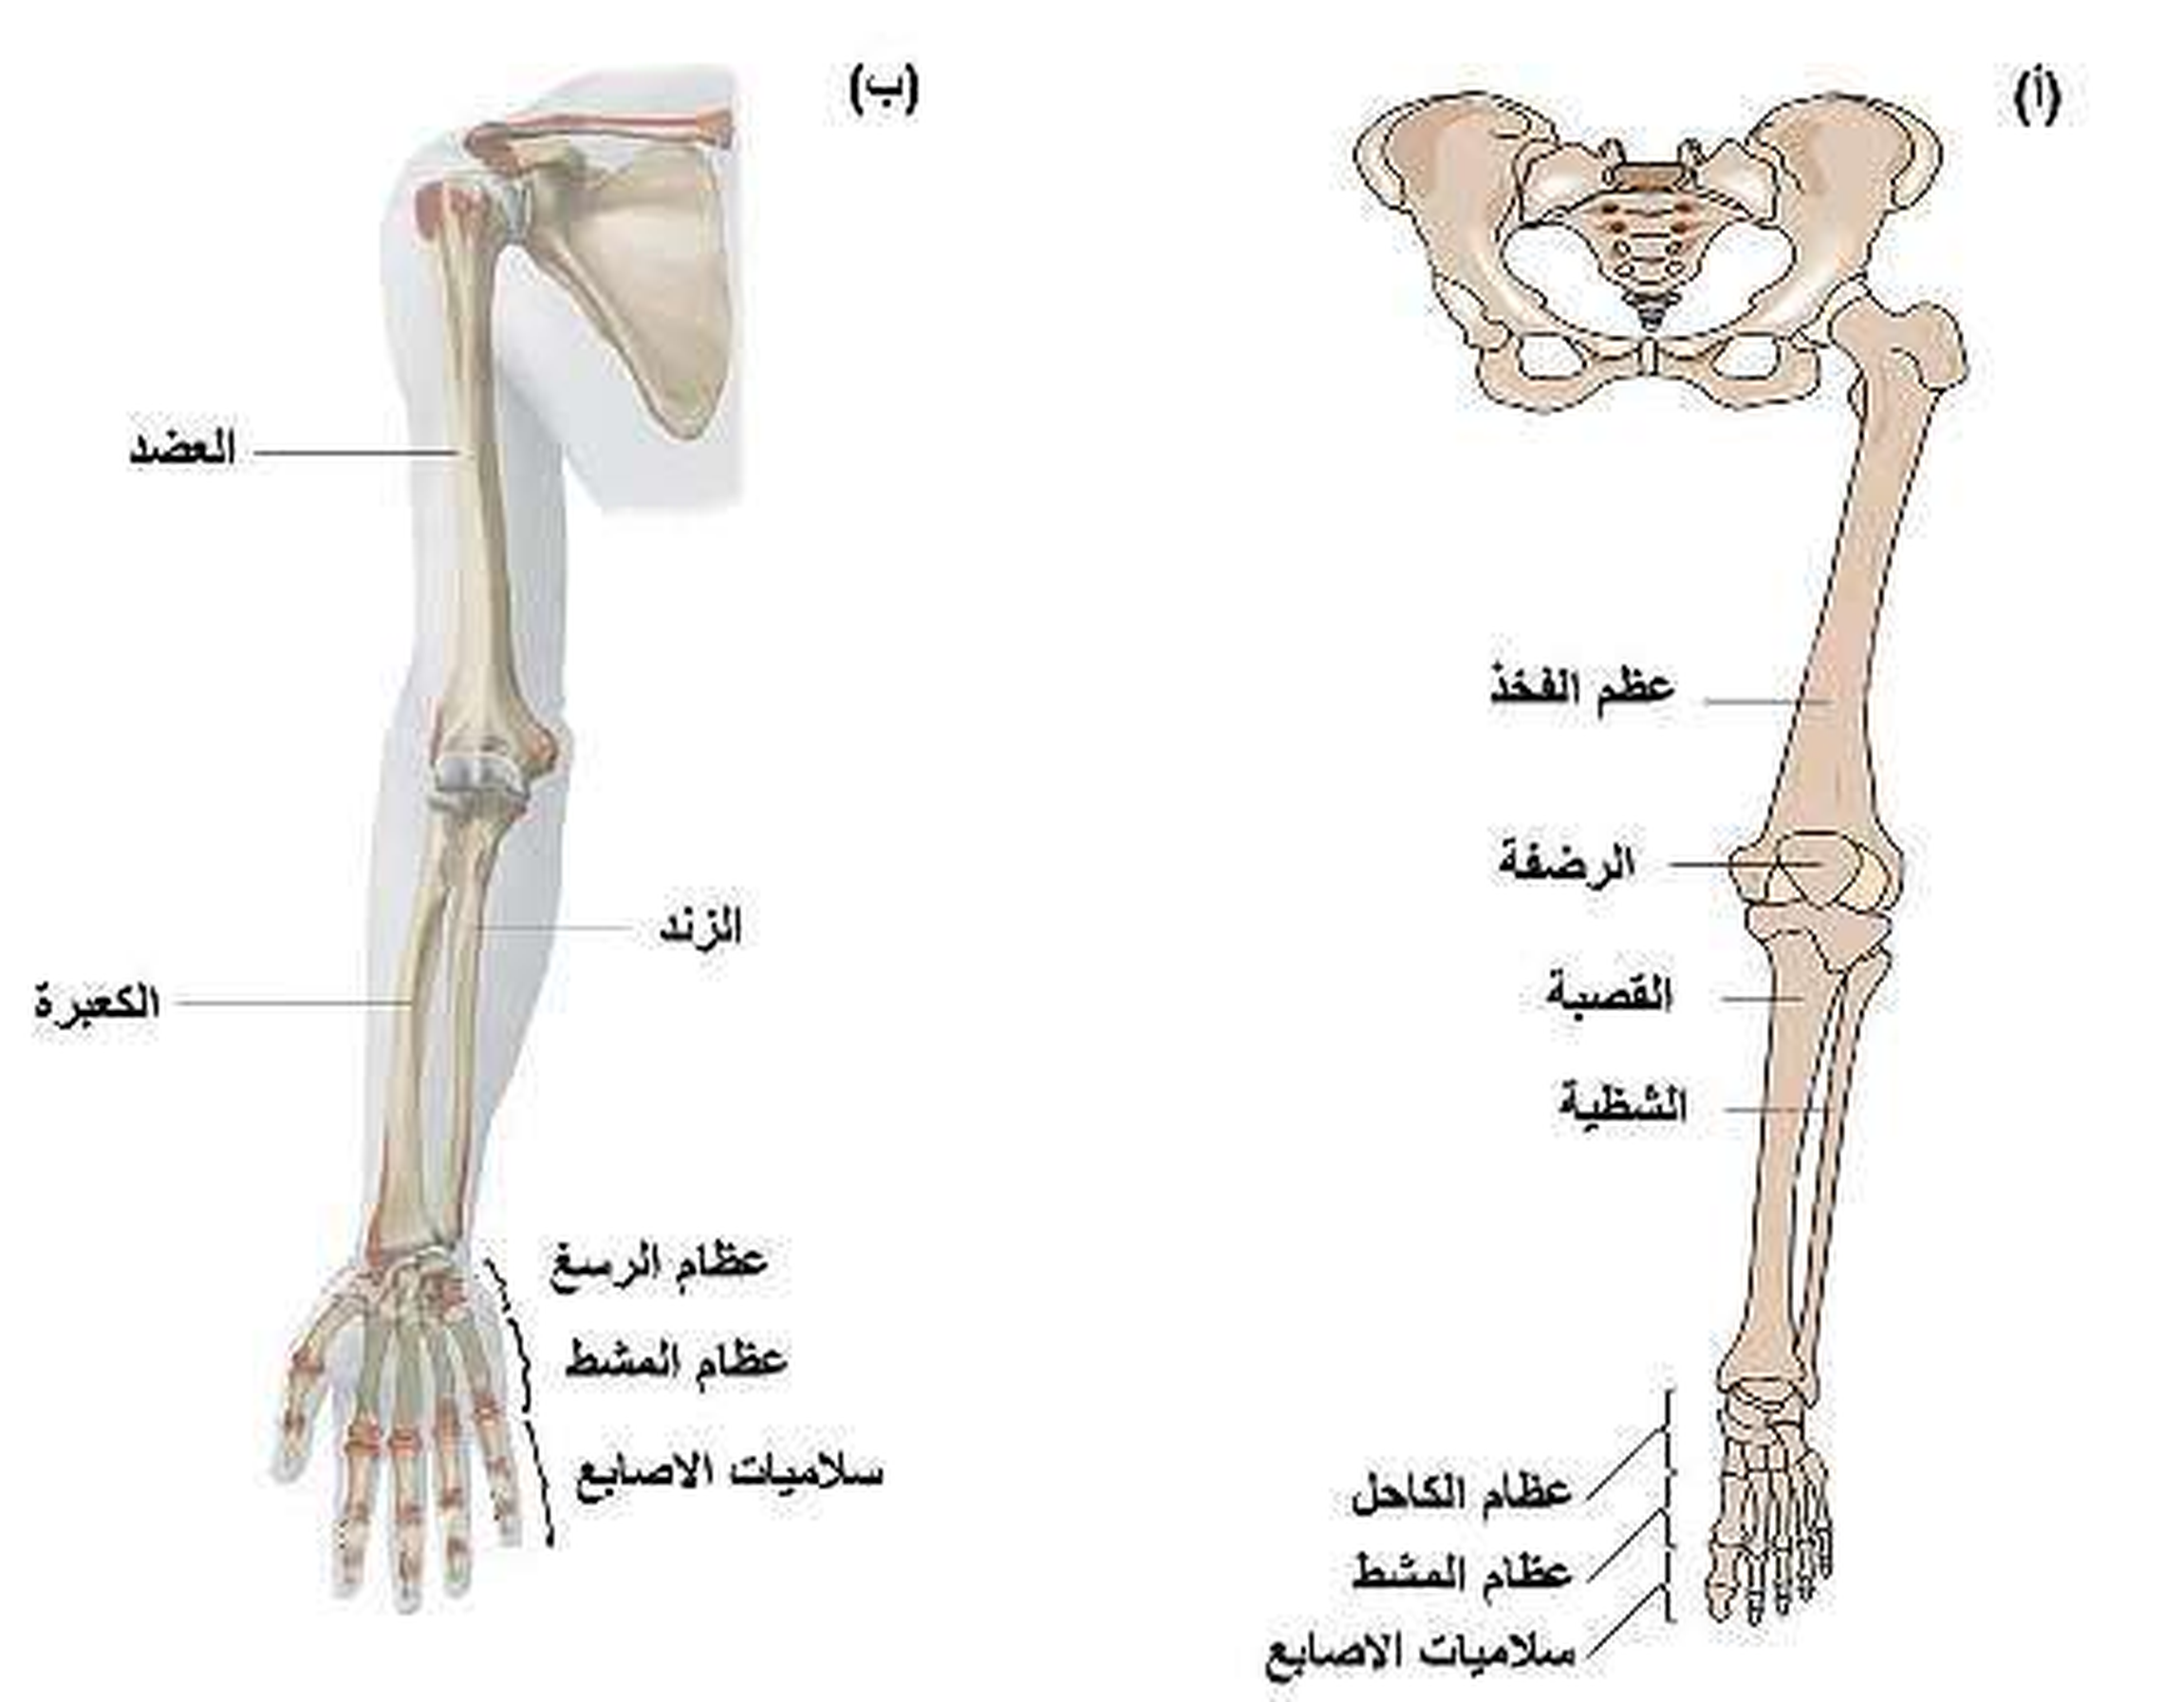 (أ)
عظم الفخذ
الرضفة
القصبة
الشظية
عظام الكاحل
عظام المشط
سلاميات الاصابع
(ب)
العضد
الزند
الكعبرة
عظام الرسغ
عظام المشط
سلاميات الاصابع